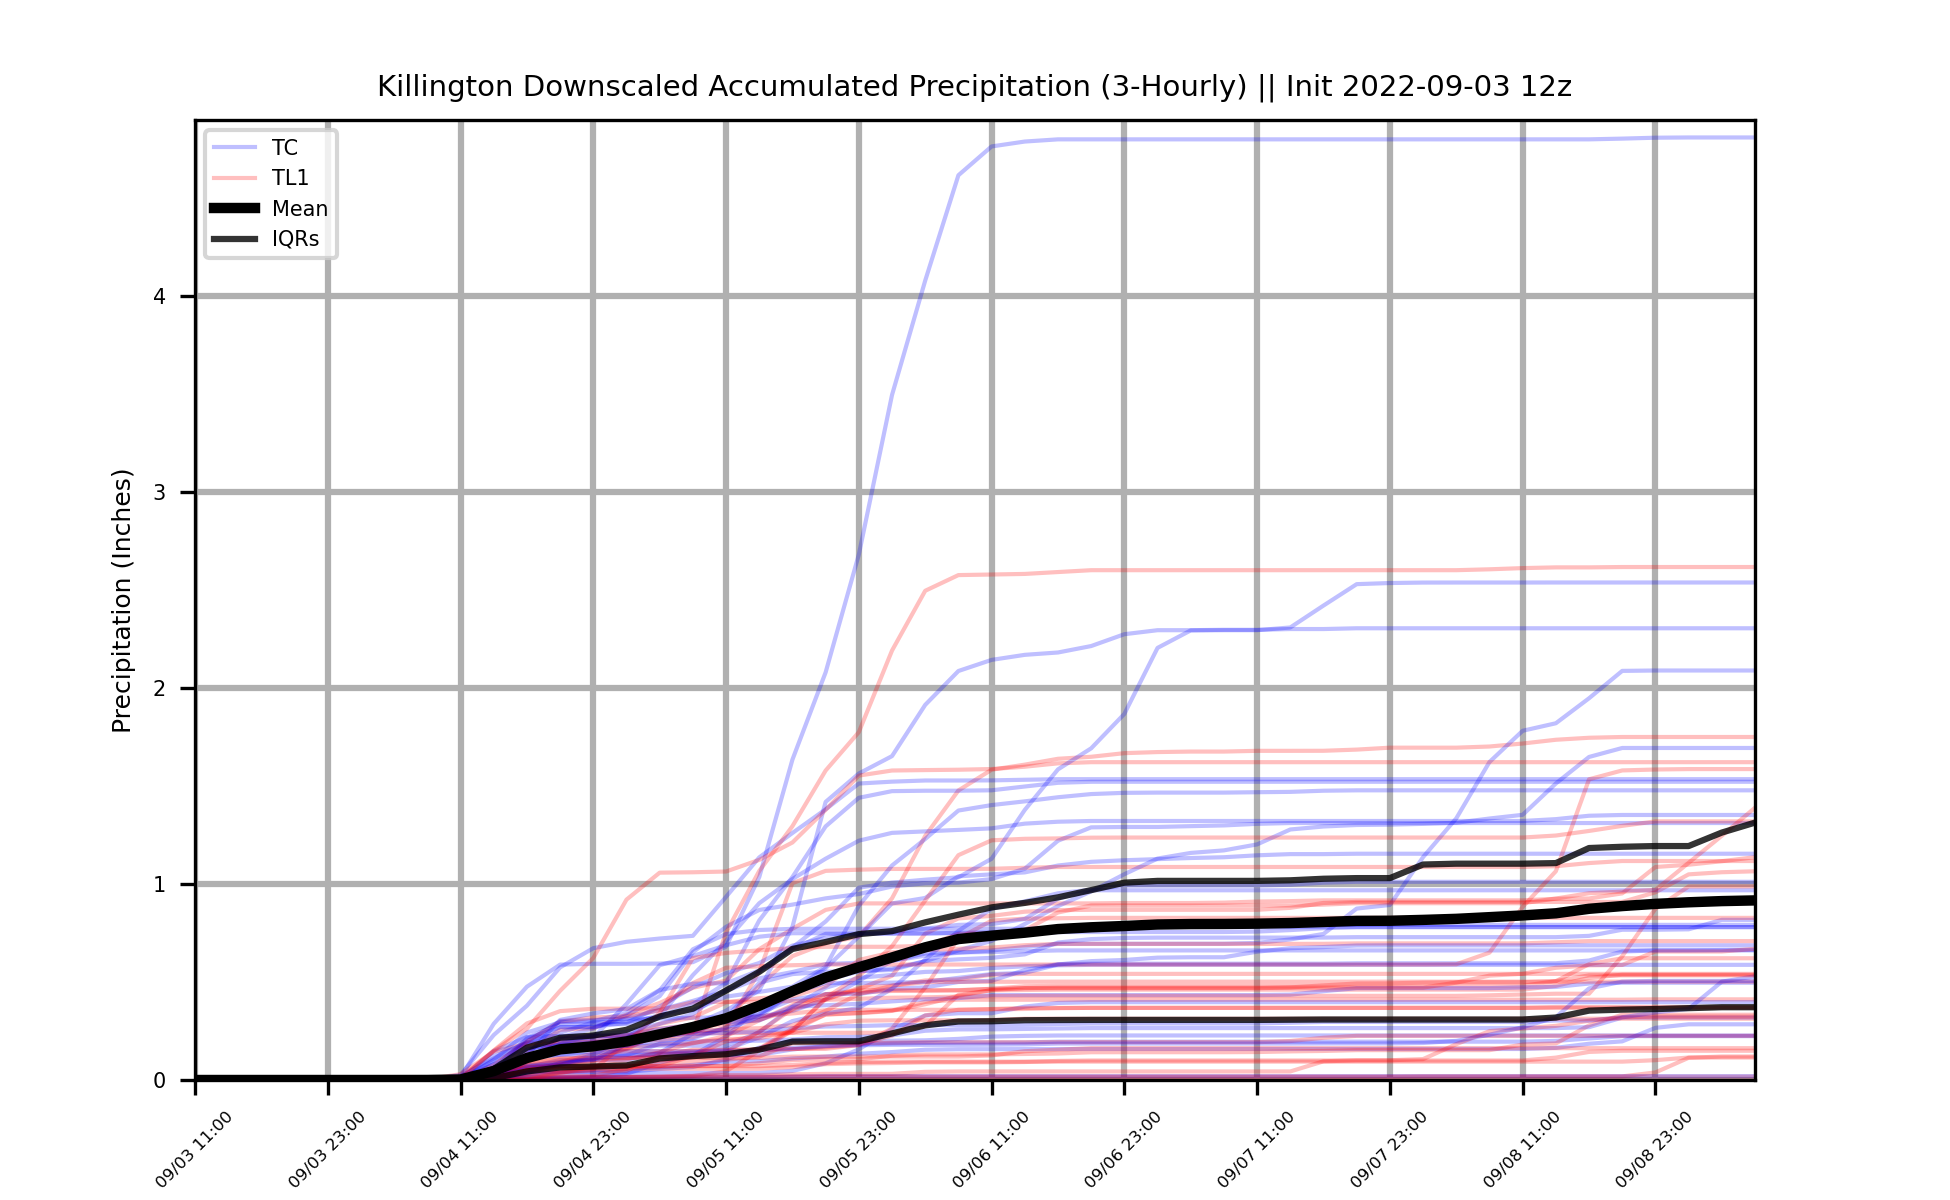 Killington Downscaled Accumulated Precipitation (3-Hourly) || Init 2022-09-03 12z
TC
TL1
Mean
IQRs
Precipitation (Inches)
4
3
2
1
0
09/03 11:00
09/03 23:00
09/04 11:00
09/04 23:00
09/05 11:00
09/05 23:00
09/06 11:00
09/06 23:00
09/07 11:00
09/07 23:00
09/08 11:00
09/08 23:00